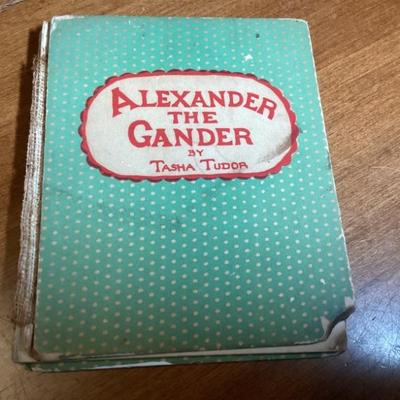 ALEXANDER
THE
GANDER
BY
TASHA TUDOR